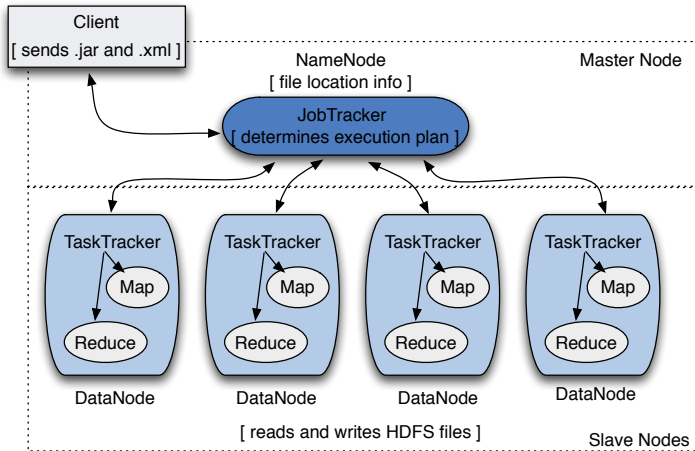 Client
[ sends .jar and .xml ]
NameNode
[ file location info ]
Master Node
JobTracker
[ determines execution plan ]
TaskTracker
Map
Reduce
DataNode
TaskTracker
Map
Reduce
DataNode
TaskTracker
Map
Reduce
DataNode
TaskTracker
Map
Reduce
DataNode
[ reads and writes HDFS files ]
Slave Nodes